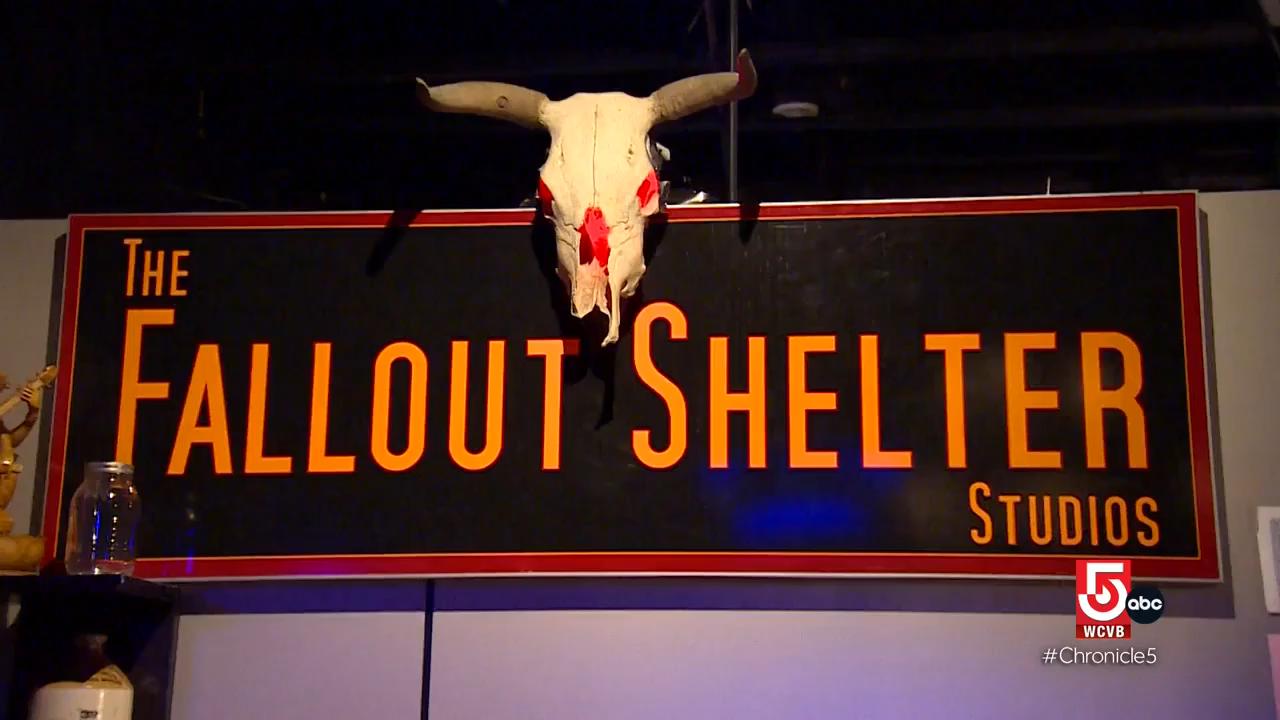 THE
FALLOUT SHELTER
STUDIOS
5 abc
WCVB
#Chronicle5